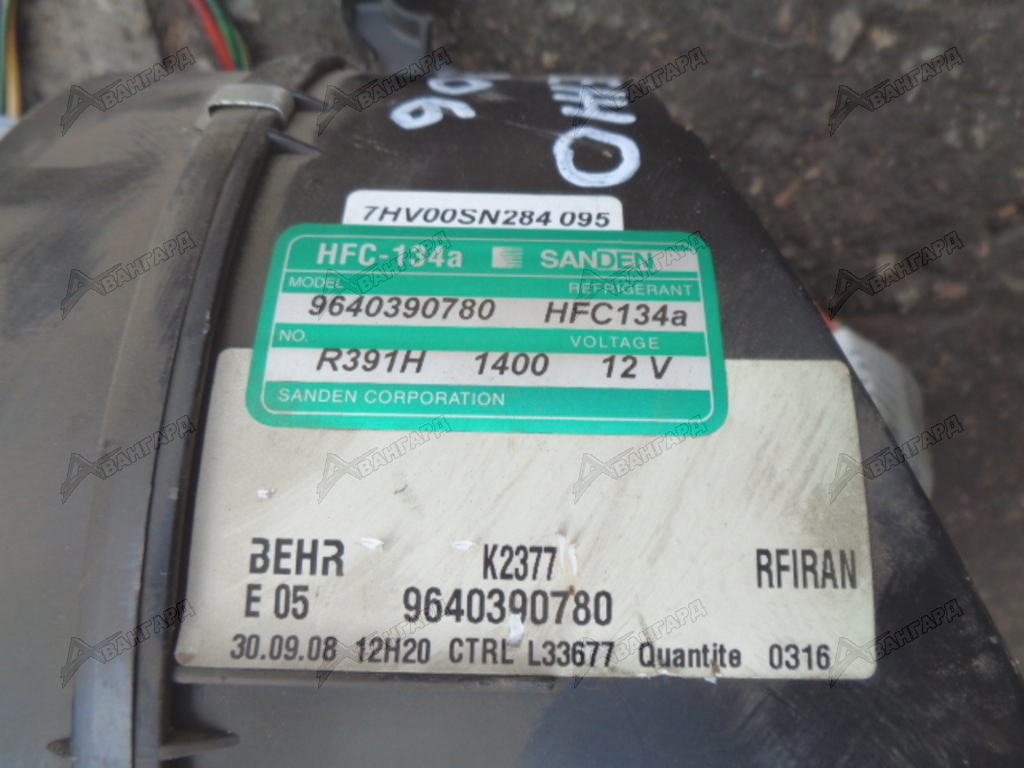 7HV00SN284 095
HFC-134a SANDEN
MODEL REFRIGERANT
9640390780 HFC134a
NO. VOLTAGE
R391H 1400 12 V
SANDEN CORPORATION
BEHR K2377 RFIRAN
E 05 9640390780
30.09.08 12H20 CTRL L33677 Quantite 0316
АВАНГАРД